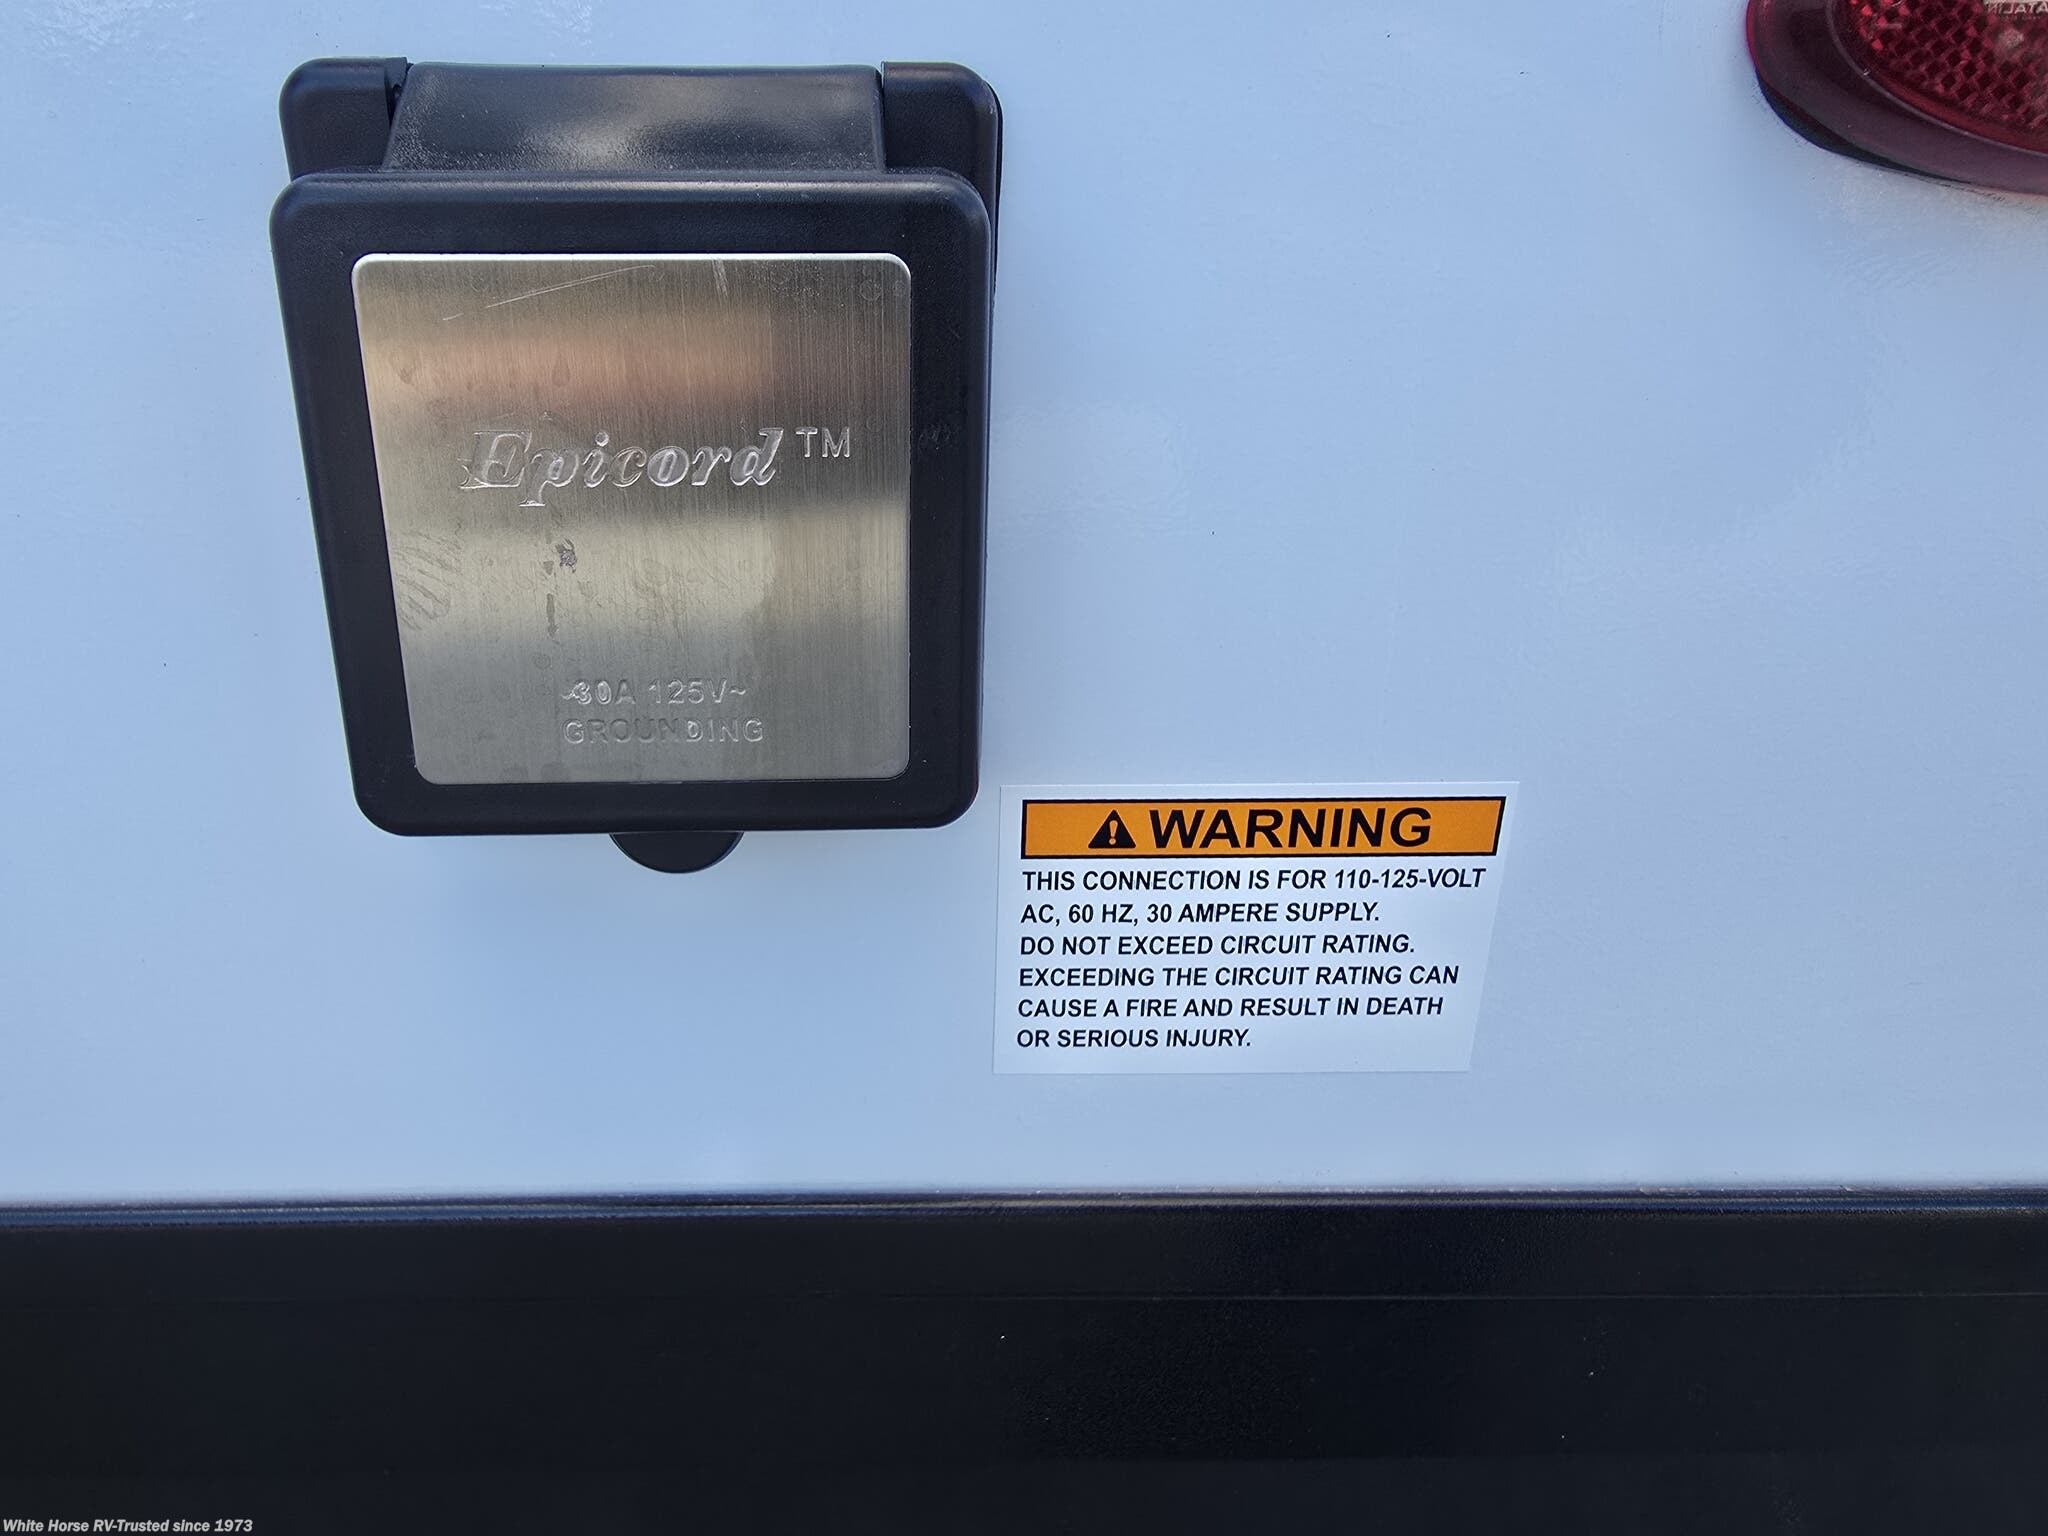 Epicord™
30A 125V~
GROUNDING
⚠ WARNING
THIS CONNECTION IS FOR 110-125-VOLT
AC, 60 HZ, 30 AMPERE SUPPLY.
DO NOT EXCEED CIRCUIT RATING.
EXCEEDING THE CIRCUIT RATING CAN
CAUSE A FIRE AND RESULT IN DEATH
OR SERIOUS INJURY.
White Horse RV-Trusted since 1973